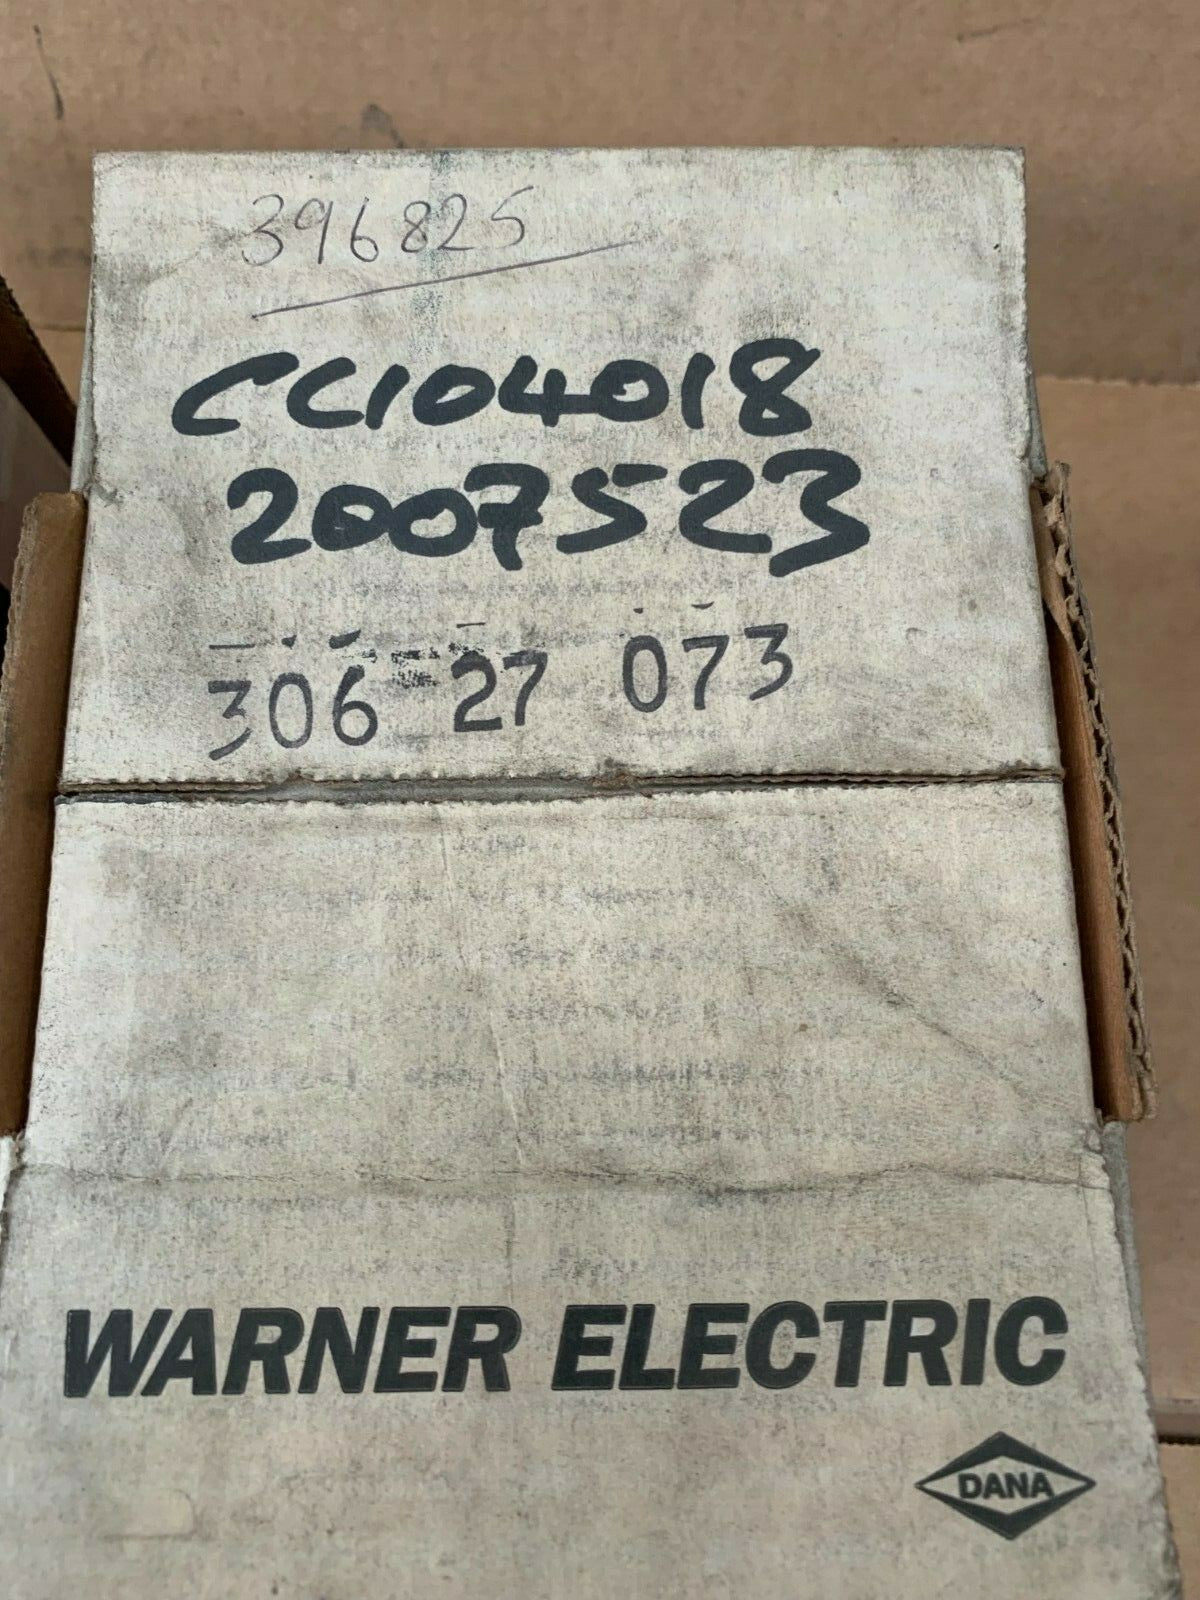 396825
CC104018
2007523
306 27 073
WARNER ELECTRIC
DANA